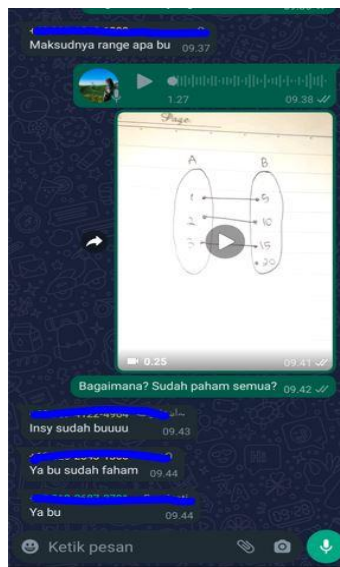 09.37
Maksudnya range apa bu
1.27
09.38
A
B
1
5
2
10
3
15
20
0.25
09.41
Bagaimana? Sudah paham semua?
09.42
Insy sudah buuuu
09.43
Ya bu sudah faham
09.44
Ya bu
09.44
Ketik pesan